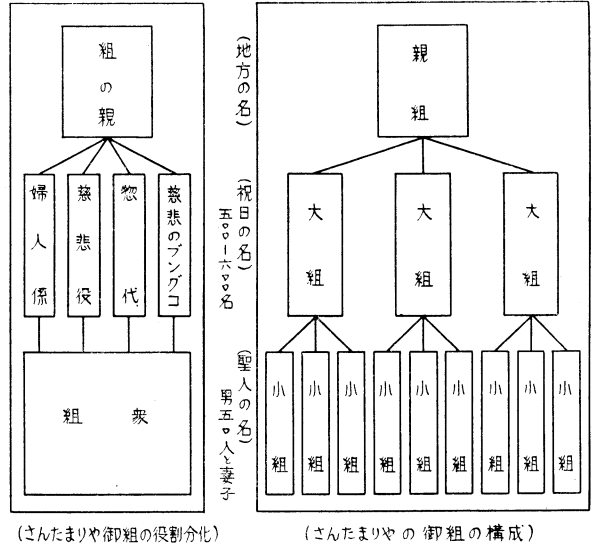 親組
(地方の名)
大組
大組
大組
(祝日の名)
五〇〇ー六〇〇名
小組
小組
小組
小組
小組
小組
小組
小組
小組
(聖人の名)
男五〇人と妻子
(さんたまりやの御組の構成)
組の親
慈悲のブングコ
惣代
慈悲役
婦人係
組衆
(さんたまりや御組の役割分化)